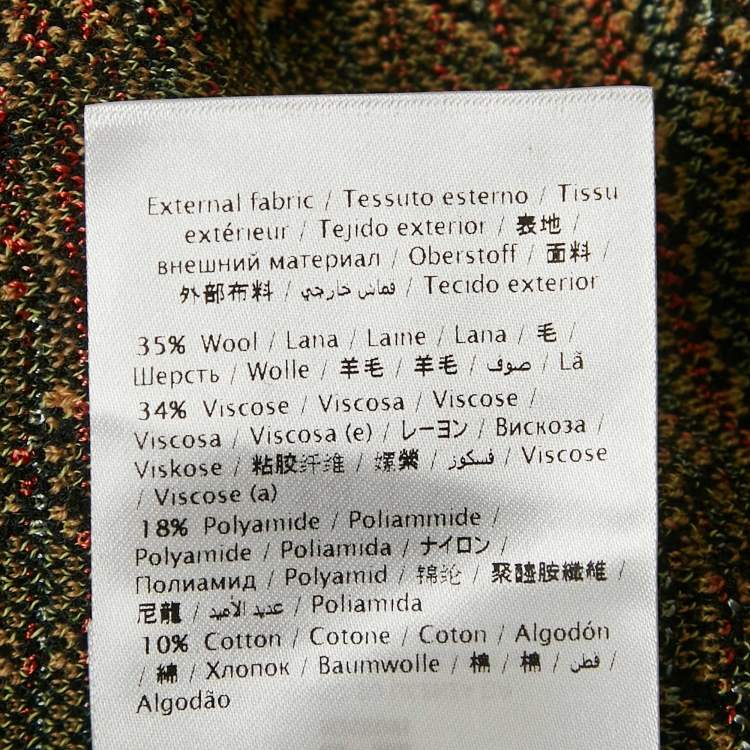 External fabric / Tessuto esterno / Tissu
extérieur / Tejido exterior / 表地 /
внешний материал / Oberstoff / 面料 /
外部布料 / قماش خارجي / Tecido exterior
35% Wool / Lana / Laine / Lana / 毛 /
Шерсть / Wolle / 羊毛 / 羊毛 / صوف / Lã
34% Viscose / Viscosa / Viscose /
Viscosa / Viscosa (e) / レーヨン / Вискоза /
Viskose / 粘胶纤维 / 嫘縈 / فسكوز / Viscose
/ Viscose (a)
18% Polyamide / Poliammide /
Polyamide / Poliamida / ナイロン /
Полиамид / Polyamid / 锦纶 / 聚醯胺纖維 /
尼龍 / عديد الأميد / Poliamida
10% Cotton / Cotone / Coton / Algodón
/ 綿 / Хлопок / Baumwolle / 棉 / 棉 / قطن /
Algodão